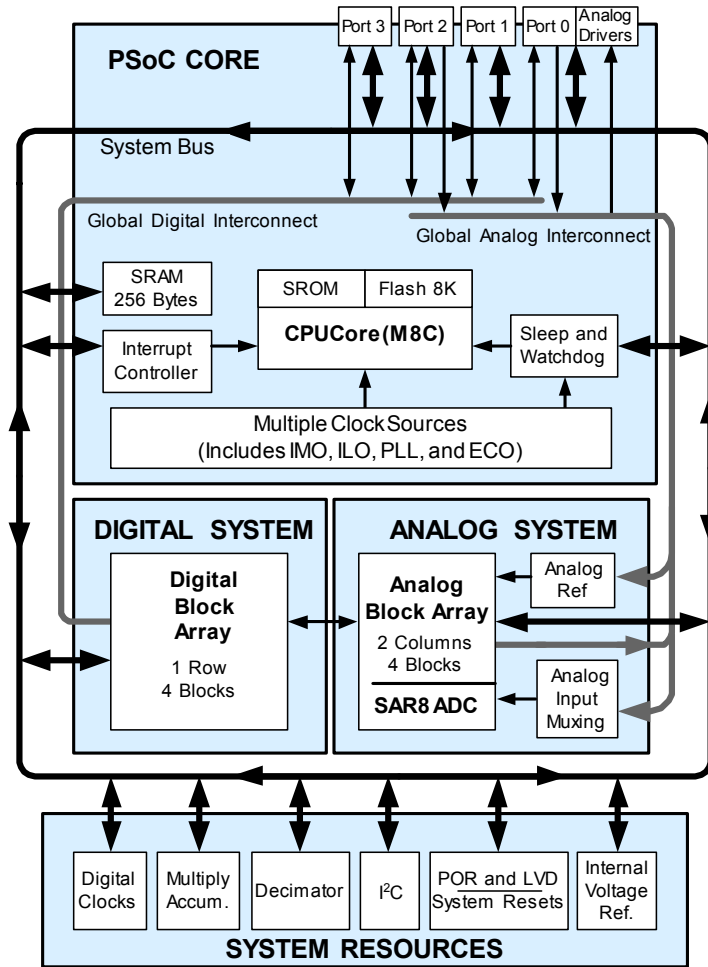 Port 3
Port 2
Port 1
Port 0
Analog
Drivers
PSoC CORE
System Bus
Global Digital Interconnect
Global Analog Interconnect
SRAM
256 Bytes
SROM
Flash 8K
CPUCore(M8C)
Interrupt
Controller
Sleep and
Watchdog
Multiple ClockSources
(Includes IMO, ILO, PLL, and ECO)
DIGITAL SYSTEM
Digital
Block
Array
1 Row
4 Blocks
ANALOG SYSTEM
Analog
Block Array
2 Columns
4 Blocks
SAR8 ADC
Analog
Ref
Analog
Input
Muxing
Digital
Clocks
Multiply
Accum.
Decimator
I²C
POR and LVD
System Resets
Internal
Voltage
Ref.
SYSTEM RESOURCES